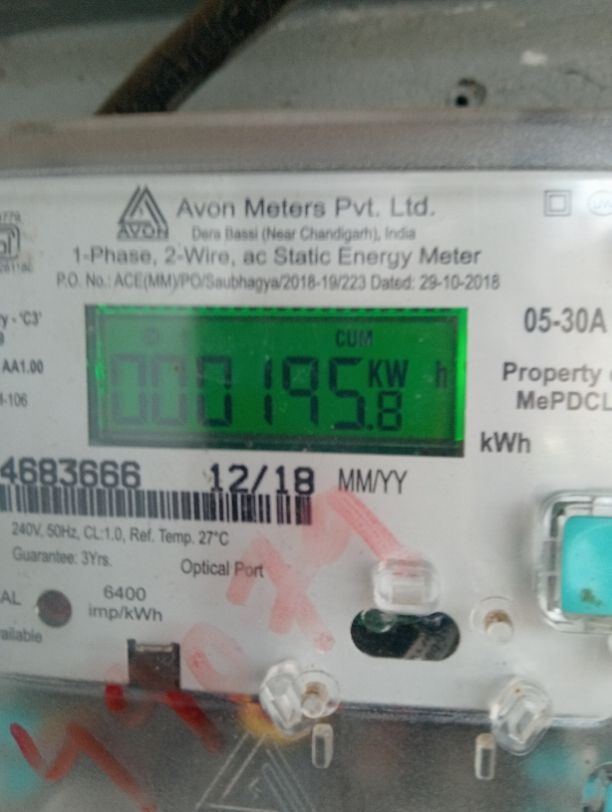 AVON
Avon Meters Pvt. Ltd.
Dera Bassi (Near Chandigarh), India
1-Phase, 2-Wire, ac Static Energy Meter
P.O. No.: ACE(MM)/PO/Saubhagya/2018-19/223 Dated: 29-10-2018
05-30A
CUM
000195.8 KW h
AA1.00
Property
MePDCL
-106
kWh
4683666 12/18 MM/YY
240V, 50Hz, CL:1.0, Ref. Temp. 27°C
Guarantee: 3Yrs.
Optical Port
6400
imp/kWh